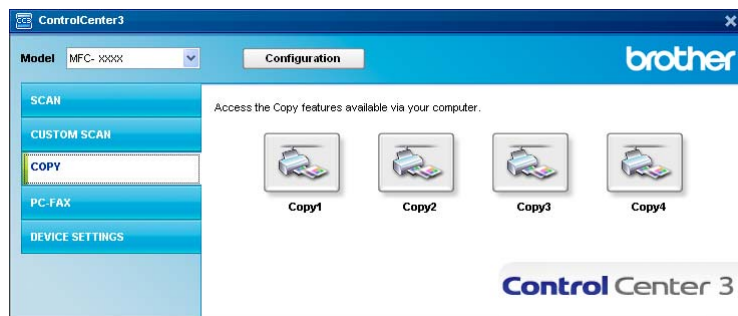 ControlCenter3
Model MFC- XXXX Configuration brother
SCAN
CUSTOM SCAN
COPY
PC-FAX
DEVICE SETTINGS
Access the Copy features available via your computer.
Copy1 Copy2 Copy3 Copy4
Control Center 3